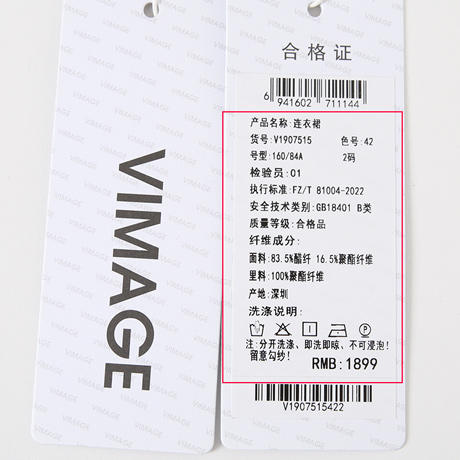 VIMAGE
合格证
6 941602 711144
产品名称:连衣裙
货号:V1907515 色号:42
号型:160/84A 2码
检验员:01
执行标准:FZ/T 81004-2022
安全技术类别:GB18401 B类
质量等级:合格品
纤维成分:
面料:83.5%醋纤 16.5%聚酯纤维
里料:100%聚酯纤维
产地:深圳
洗涤说明:
注:分开洗涤、即洗即晾、不可浸泡!
留意勾纱!
RMB:1899
V1907515422